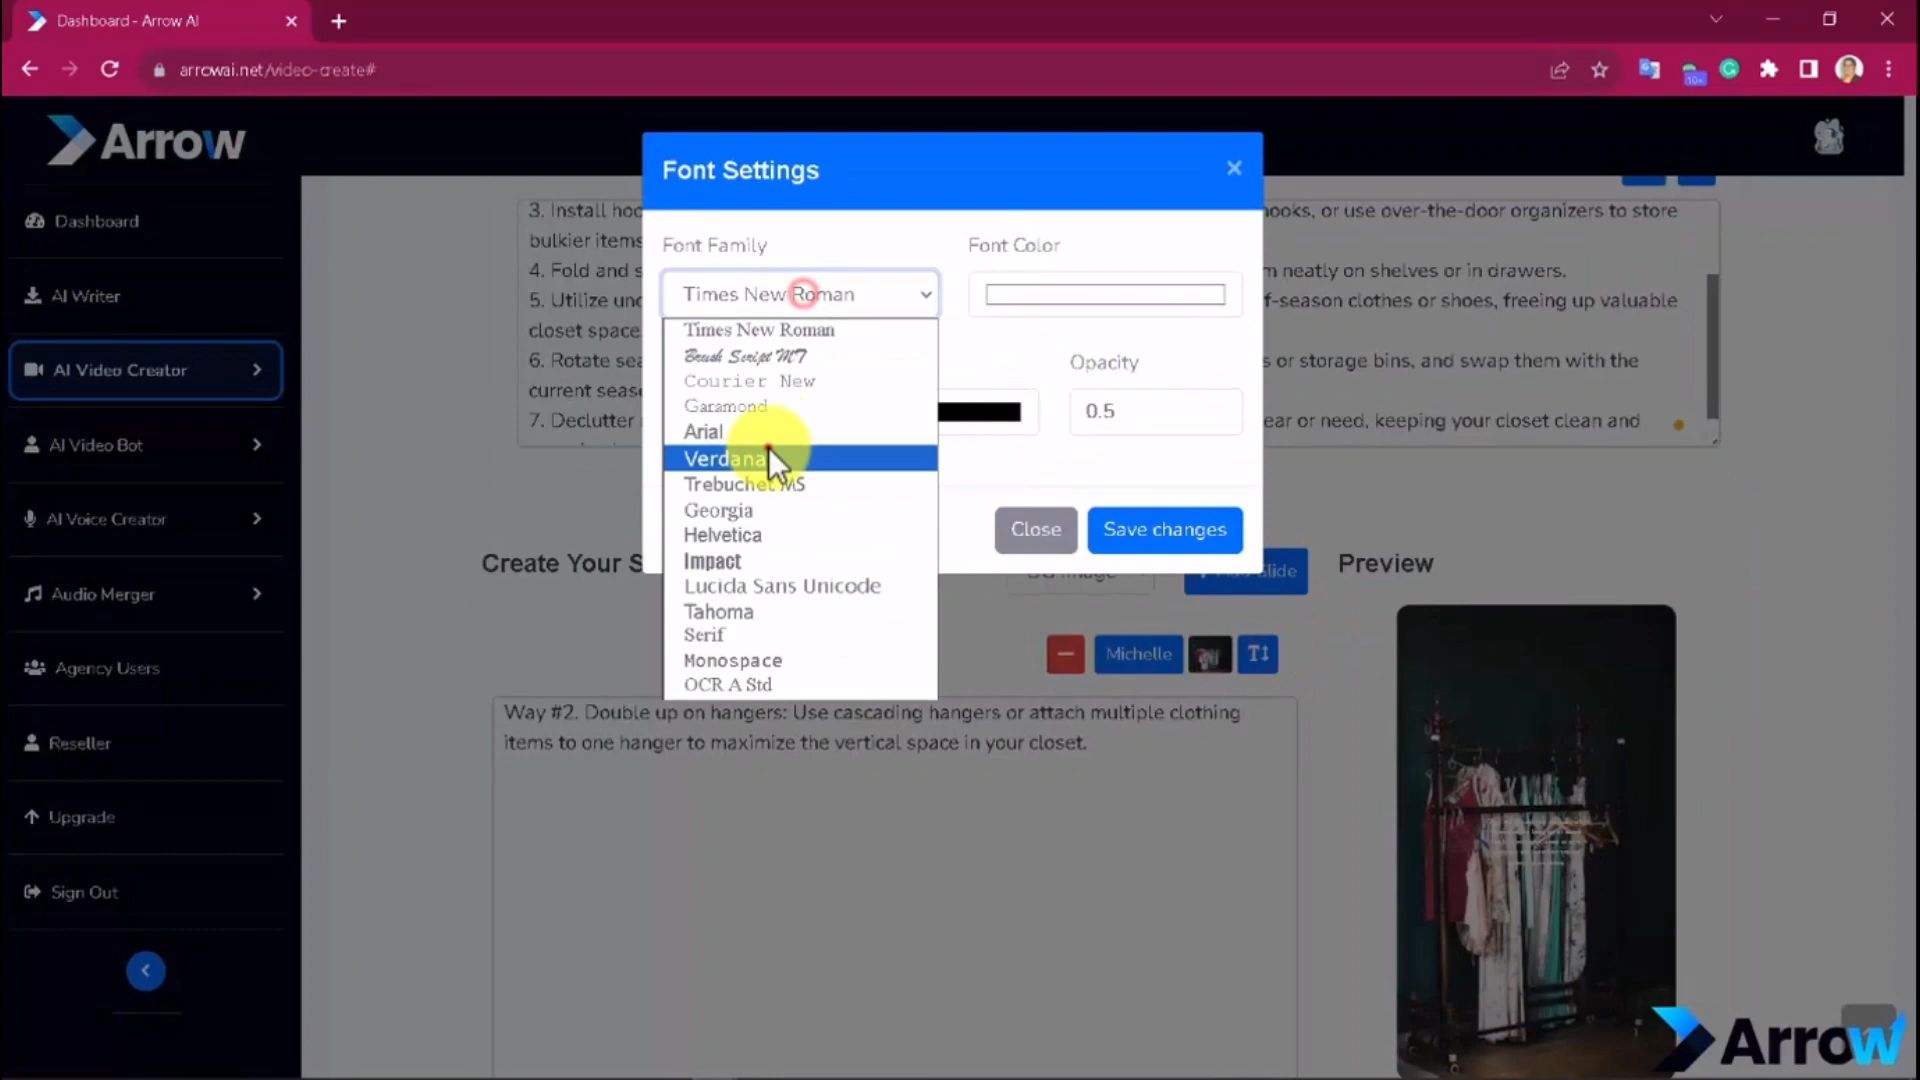 Dashboard - Arrow AI
arrowai.net/video-create#
10+
Arrow
Dashboard
AI Writer
AI Video Creator
AI Video Bot
AI Voice Creator
Audio Merger
Agency Users
Reseller
Upgrade
Sign Out
Font Settings
Font Family
Font Color
Times New Roman
Times New Roman
Brush Script MT
Courier New
Garamond
Arial
Verdana
Trebuchet MS
Georgia
Helvetica
Impact
Lucida Sans Unicode
Tahoma
Serif
Monospace
OCR A Std
Opacity
0.5
Close
Save changes
3. Install hoo hooks, or use over-the-door organizers to store
bulkier items
4. Fold and s m neatly on shelves or in drawers.
5. Utilize und f-season clothes or shoes, freeing up valuable
closet space.
6. Rotate sea s or storage bins, and swap them with the
current seas
7. Declutter ear or need, keeping your closet clean and
Create Your S
lide
Preview
Michelle
Way #2. Double up on hangers: Use cascading hangers or attach multiple clothing
items to one hanger to maximize the vertical space in your closet.
Arrow